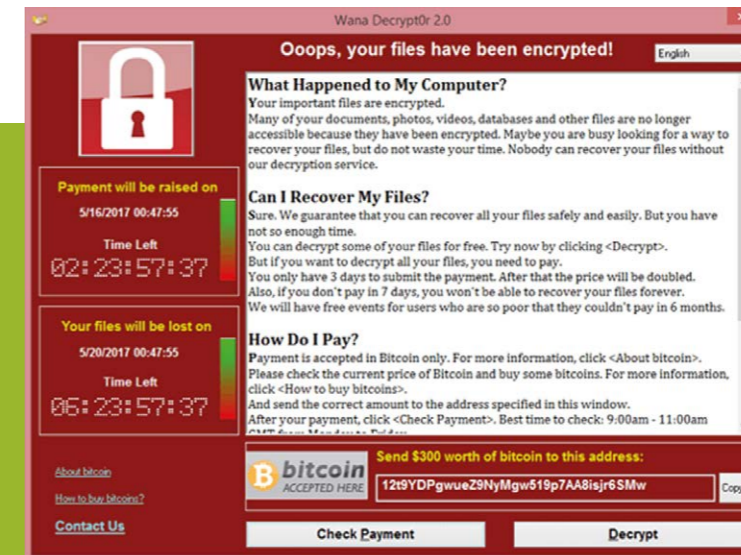 Wana Decrypt0r 2.0
Ooops, your files have been encrypted!
English
What Happened to My Computer?
Your important files are encrypted.
Many of your documents, photos, videos, databases and other files are no longer
accessible because they have been encrypted. Maybe you are busy looking for a way to
recover your files, but do not waste your time. Nobody can recover your files without
our decryption service.
Can I Recover My Files?
Sure. We guarantee that you can recover all your files safely and easily. But you have
not so enough time.
You can decrypt some of your files for free. Try now by clicking <Decrypt>.
But if you want to decrypt all your files, you need to pay.
You only have 3 days to submit the payment. After that the price will be doubled.
Also, if you don't pay in 7 days, you won't be able to recover your files forever.
We will have free events for users who are so poor that they couldn't pay in 6 months.
How Do I Pay?
Payment is accepted in Bitcoin only. For more information, click <About bitcoin>.
Please check the current price of Bitcoin and buy some bitcoins. For more information,
click <How to buy bitcoins>.
And send the correct amount to the address specified in this window.
After your payment, click <Check Payment>. Best time to check: 9:00am - 11:00am
GMT from Monday to Friday
Payment will be raised on
5/16/2017 00:47:55
Time Left
02:23:57:37
Your files will be lost on
5/20/2017 00:47:55
Time Left
06:23:57:37
About bitcoin
How to buy bitcoins?
Contact Us
bitcoin
ACCEPTED HERE
Send $300 worth of bitcoin to this address:
12t9YDPgwueZ9NyMgw519p7AA8isjr6SMw
Copy
Check Payment
Decrypt